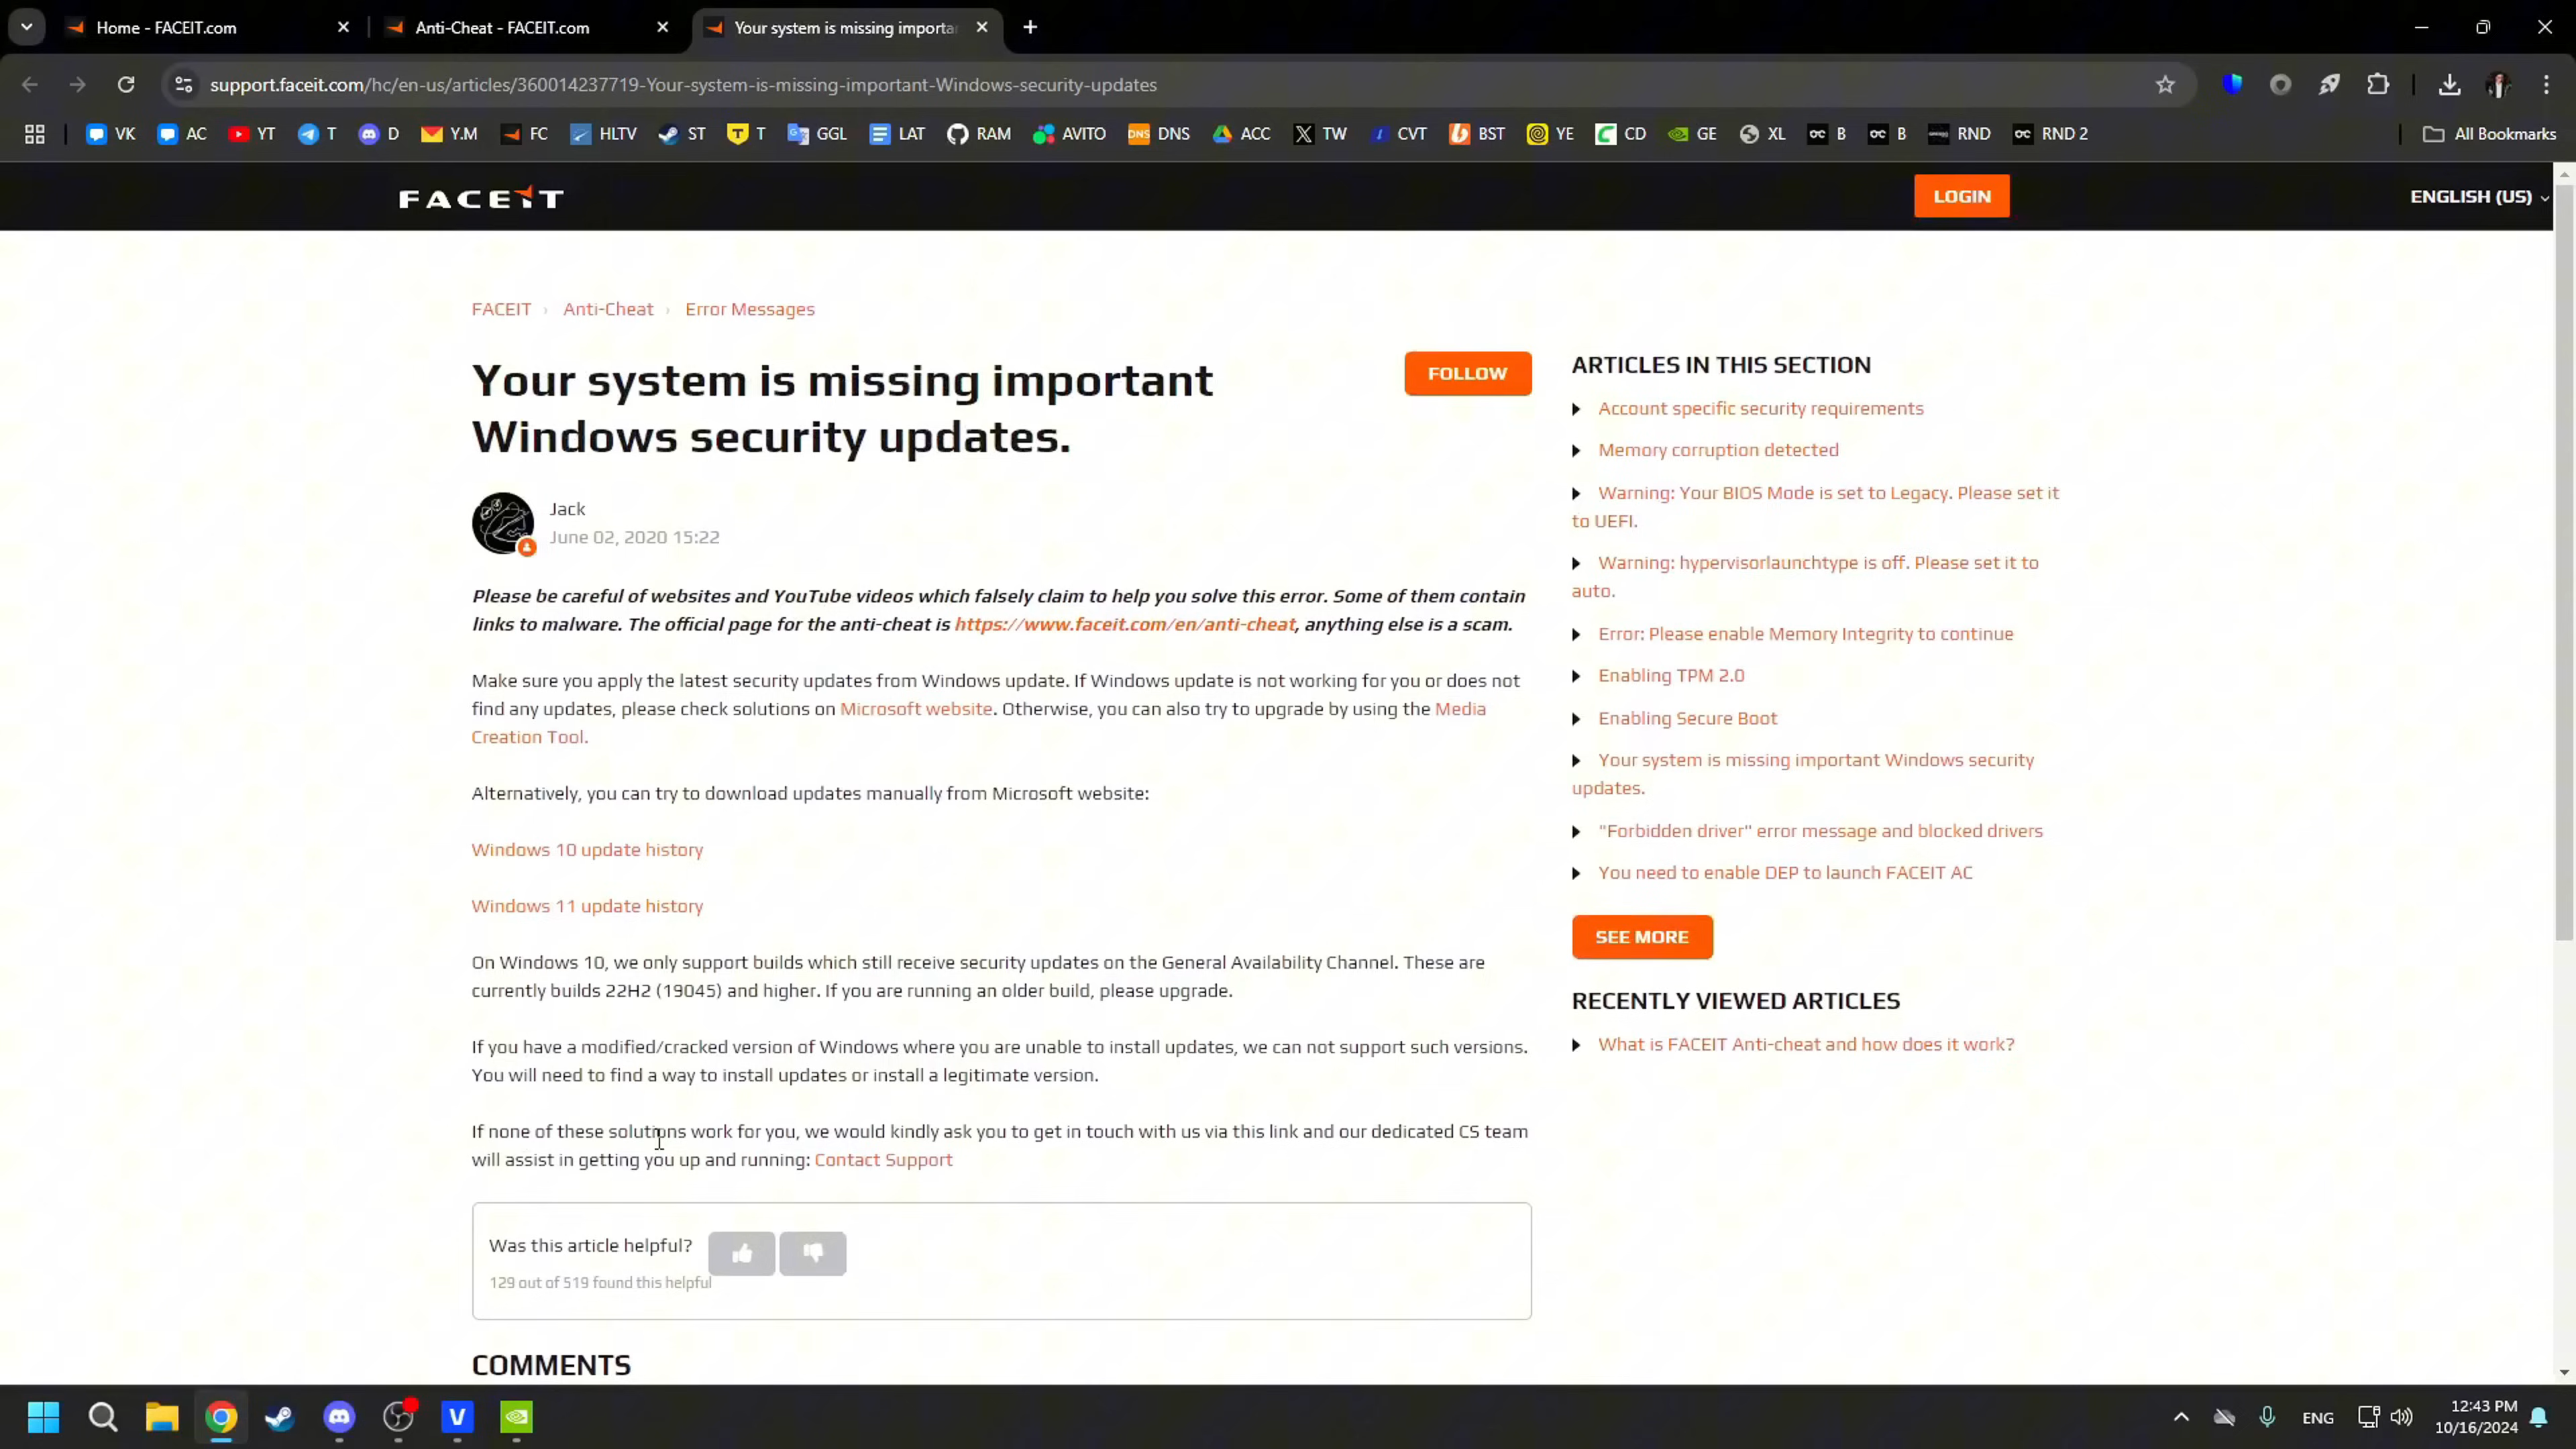 Home - FACEIT.com
Anti-Cheat - FACEIT.com
Your system is missing importa
support.faceit.com/hc/en-us/articles/360014237719-Your-system-is-missing-important-Windows-security-updates
VK AC YT T D Y.M FC HLTV ST T GGL LAT RAM AVITO DNS DNS ACC TW CVT BST YE CD GE XL B B RND RND 2 All Bookmarks
FACEIT
LOGIN
ENGLISH (US)
FACEIT › Anti-Cheat › Error Messages
Your system is missing important
Windows security updates.
FOLLOW
Jack
June 02, 2020 15:22
Please be careful of websites and YouTube videos which falsely claim to help you solve this error. Some of them contain
links to malware. The official page for the anti-cheat is https://www.faceit.com/en/anti-cheat, anything else is a scam.
Make sure you apply the latest security updates from Windows update. If Windows update is not working for you or does not
find any updates, please check solutions on Microsoft website. Otherwise, you can also try to upgrade by using the Media
Creation Tool.
Alternatively, you can try to download updates manually from Microsoft website:
Windows 10 update history
Windows 11 update history
On Windows 10, we only support builds which still receive security updates on the General Availability Channel. These are
currently builds 22H2 (19045) and higher. If you are running an older build, please upgrade.
If you have a modified/cracked version of Windows where you are unable to install updates, we can not support such versions.
You will need to find a way to install updates or install a legitimate version.
If none of these solutions work for you, we would kindly ask you to get in touch with us via this link and our dedicated CS team
will assist in getting you up and running: Contact Support
Was this article helpful?
129 out of 519 found this helpful
COMMENTS
ARTICLES IN THIS SECTION
Account specific security requirements
Memory corruption detected
Warning: Your BIOS Mode is set to Legacy. Please set it
to UEFI.
Warning: hypervisorlaunchtype is off. Please set it to
auto.
Error: Please enable Memory Integrity to continue
Enabling TPM 2.0
Enabling Secure Boot
Your system is missing important Windows security
updates.
"Forbidden driver" error message and blocked drivers
You need to enable DEP to launch FACEIT AC
SEE MORE
RECENTLY VIEWED ARTICLES
What is FACEIT Anti-cheat and how does it work?
V
ENG
12:43 PM
10/16/2024